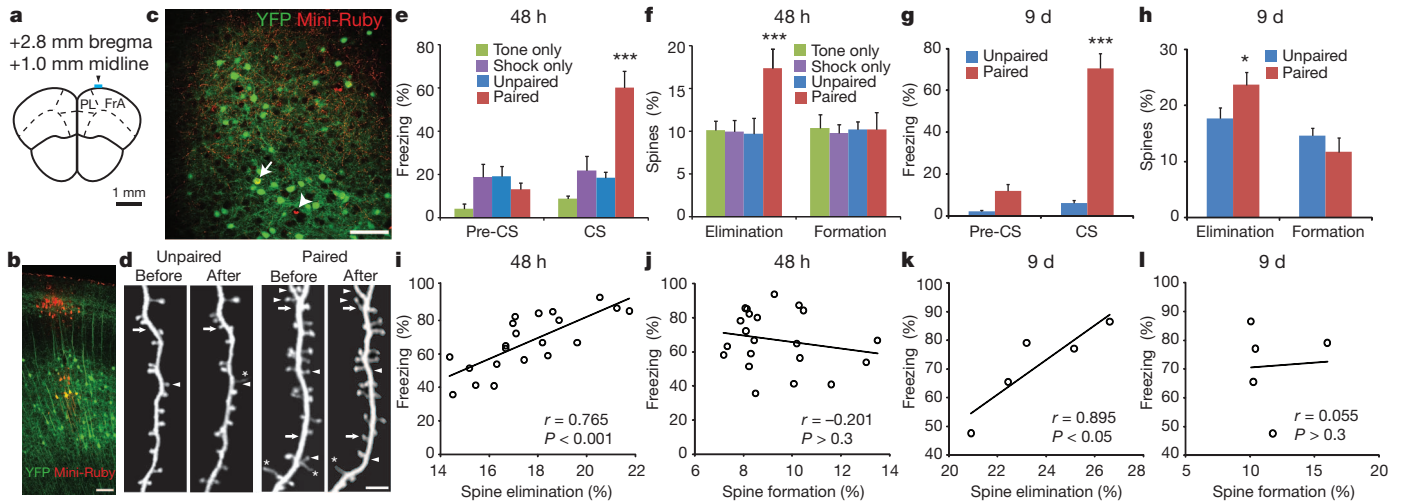 a
+2.8 mm bregma
+1.0 mm midline
PL
FrA
1 mm
b
YFP Mini-Ruby
c
YFP Mini-Ruby
d
Unpaired
Before
After
Paired
Before
After
*
*
*
*
e
48 h
Freezing (%)
80
60
40
20
0
Tone only
Shock only
Unpaired
Paired
***
Pre-CS
CS
f
48 h
Spines (%)
20
15
10
5
0
***
Tone only
Shock only
Unpaired
Paired
Elimination
Formation
g
9 d
Freezing (%)
80
60
40
20
0
Unpaired
Paired
***
Pre-CS
CS
h
9 d
Spines (%)
30
20
10
0
*
Unpaired
Paired
Elimination
Formation
i
48 h
Freezing (%)
100
80
60
40
20
0
r = 0.765
P < 0.001
14
16
18
20
22
Spine elimination (%)
j
48 h
Freezing (%)
100
80
60
40
80
0
r = –0.201
P > 0.3
4
6
8
10
12
14
Spine formation (%)
k
9 d
Freezing (%)
100
90
80
70
60
50
40
r = 0.895
P < 0.05
20
22
24
26
28
Spine elimination (%)
l
9 d
Freezing (%)
100
90
80
70
60
50
40
r = 0.055
P > 0.3
5
10
15
20
Spine formation (%)